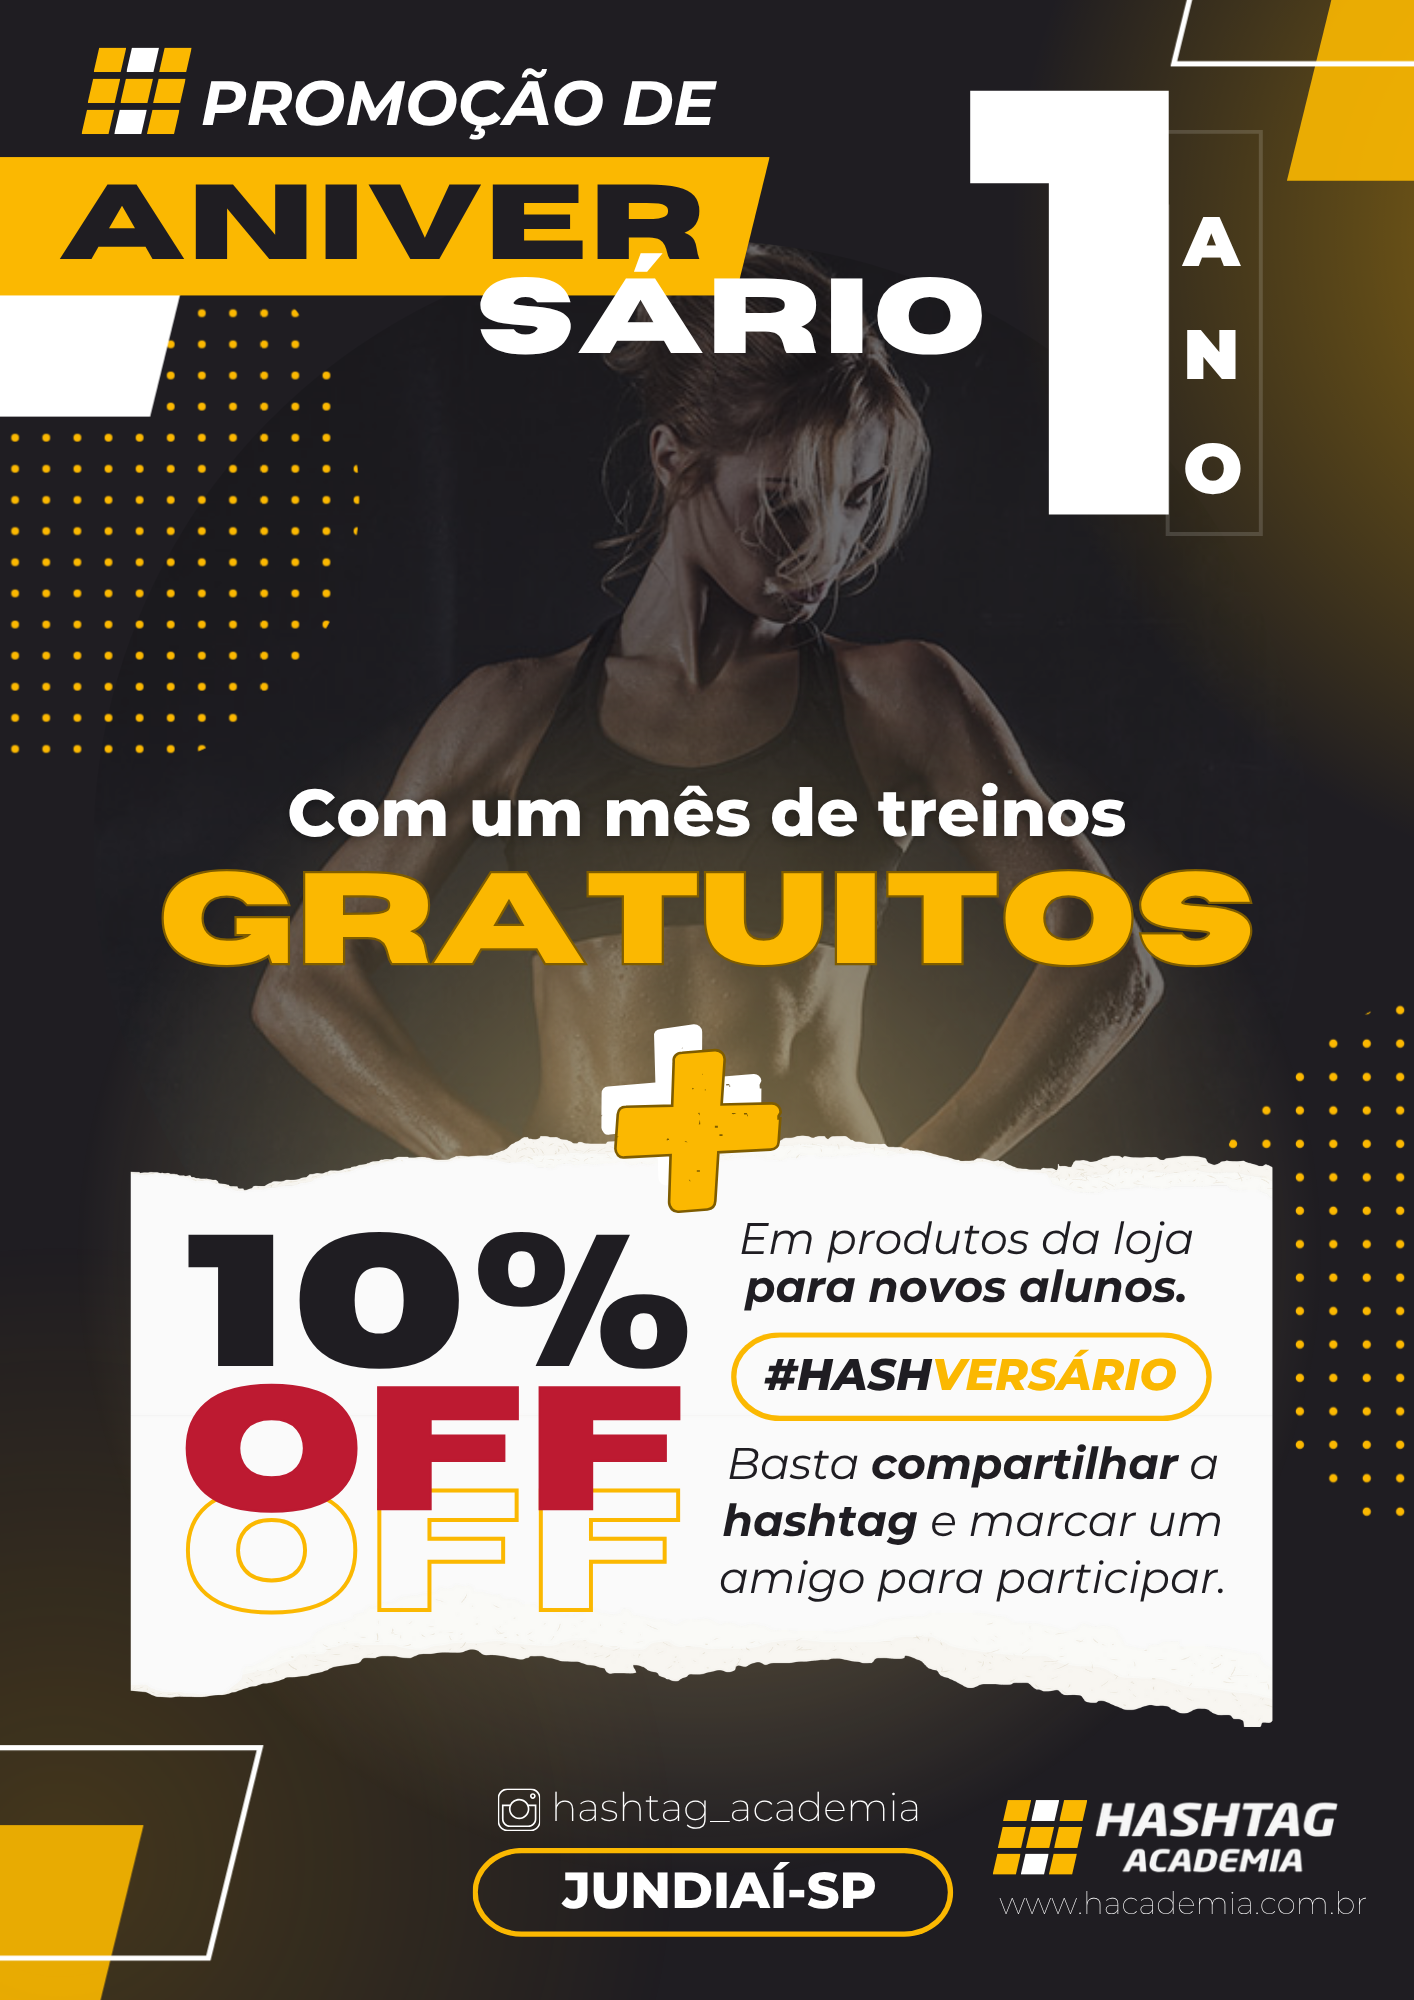 PROMOÇÃO DE
ANIVER
SÁRIO
1
ANO
Com um mês de treinos
GRATUITOS
10%
OFF
OFF
Em produtos da loja
para novos alunos.
#HASHVERSÁRIO
Basta compartilhar a
hashtag e marcar um
amigo para participar.
hashtag_academia
JUNDIAÍ-SP
HASHTAG
ACADEMIA
www.hacademia.com.br